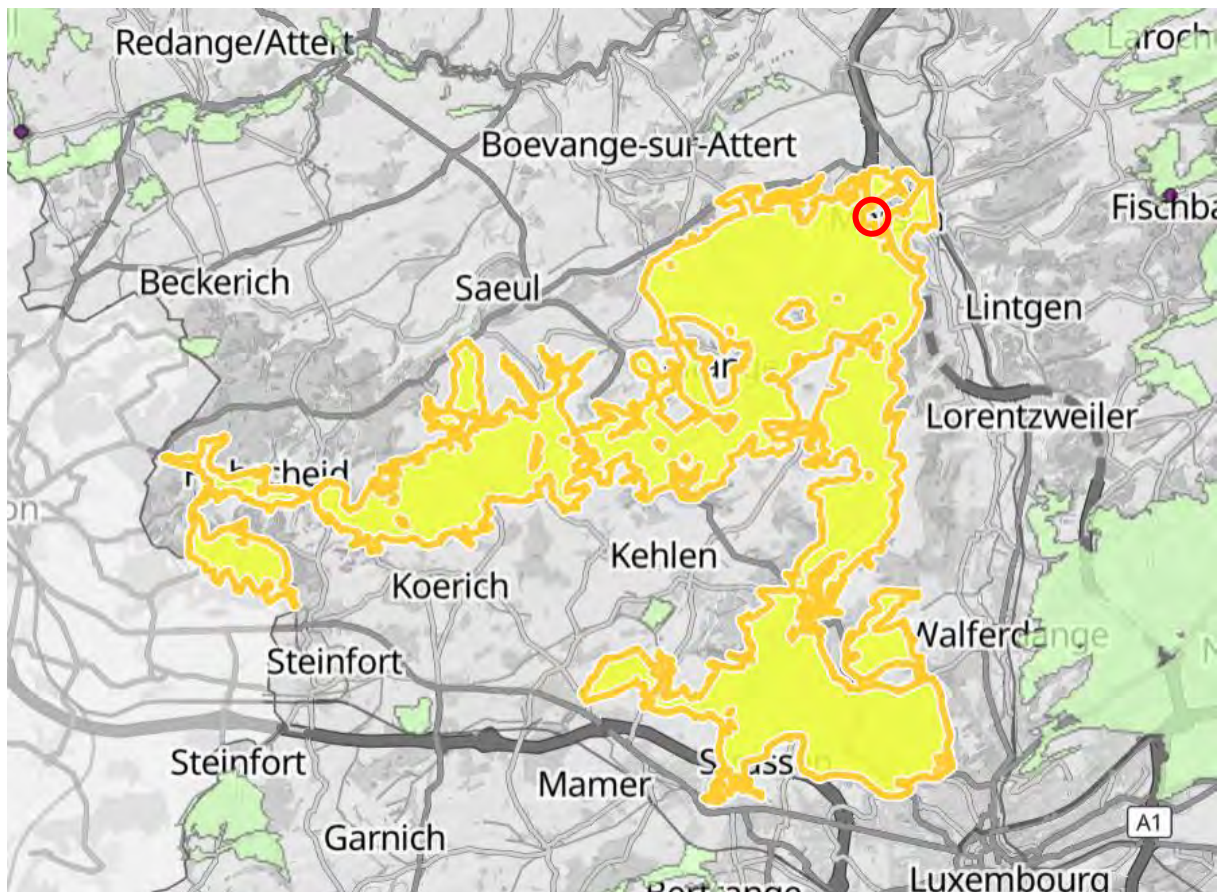 Redange/Attert
Laroch
Boevange-sur-Attert
Fischba
Beckerich
Saeul
Lintgen
Lorentzweiler
Kehlen
Koerich
Walferdange
Steinfort
Steinfort
Mamer
Garnich
A1
Luxembourg